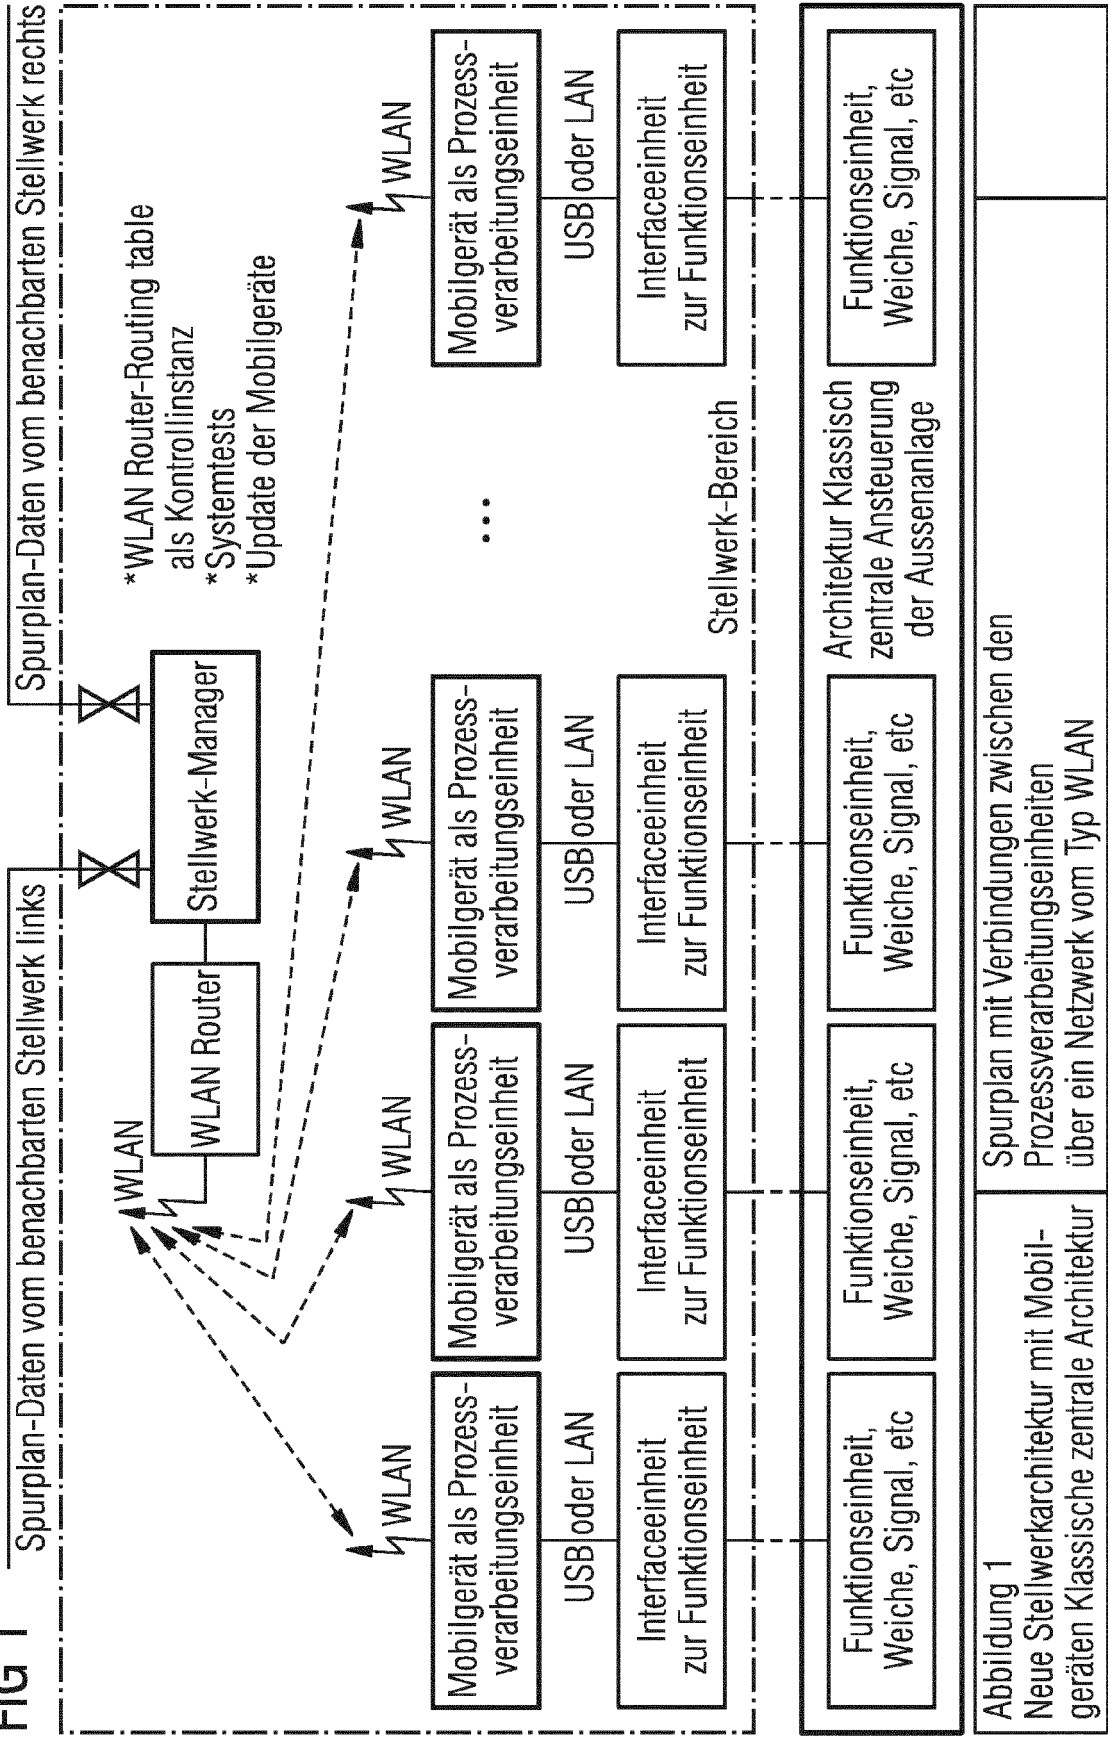 FIG 1
Spurplan-Daten vom benachbarten Stellwerk links
Spurplan-Daten vom benachbarten Stellwerk rechts
WLAN
WLAN Router
Stellwerk-Manager
*WLAN Router-Routing table
als Kontrollinstanz
*Systemtests
*Update der Mobilgeräte
WLAN
WLAN
WLAN
WLAN
Mobilgerät als Prozess-
verarbeitungseinheit
Mobilgerät als Prozess-
verarbeitungseinheit
Mobilgerät als Prozess-
verarbeitungseinheit
...
Mobilgerät als Prozess-
verarbeitungseinheit
USB oder LAN
USB oder LAN
USB oder LAN
USB oder LAN
Interfaceeinheit
zur Funktionseinheit
Interfaceeinheit
zur Funktionseinheit
Interfaceeinheit
zur Funktionseinheit
Interfaceeinheit
zur Funktionseinheit
Stellwerk-Bereich
Funktionseinheit,
Weiche, Signal, etc
Funktionseinheit,
Weiche, Signal, etc
Funktionseinheit,
Weiche, Signal, etc
Architektur Klassisch
zentrale Ansteuerung
der Aussenanlage
Funktionseinheit,
Weiche, Signal, etc
Abbildung 1
Neue Stellwerkarchitektur mit Mobil-
geräten Klassische zentrale Architektur
Spurplan mit Verbindungen zwischen den
Prozessverarbeitungseinheiten
über ein Netzwerk vom Typ WLAN